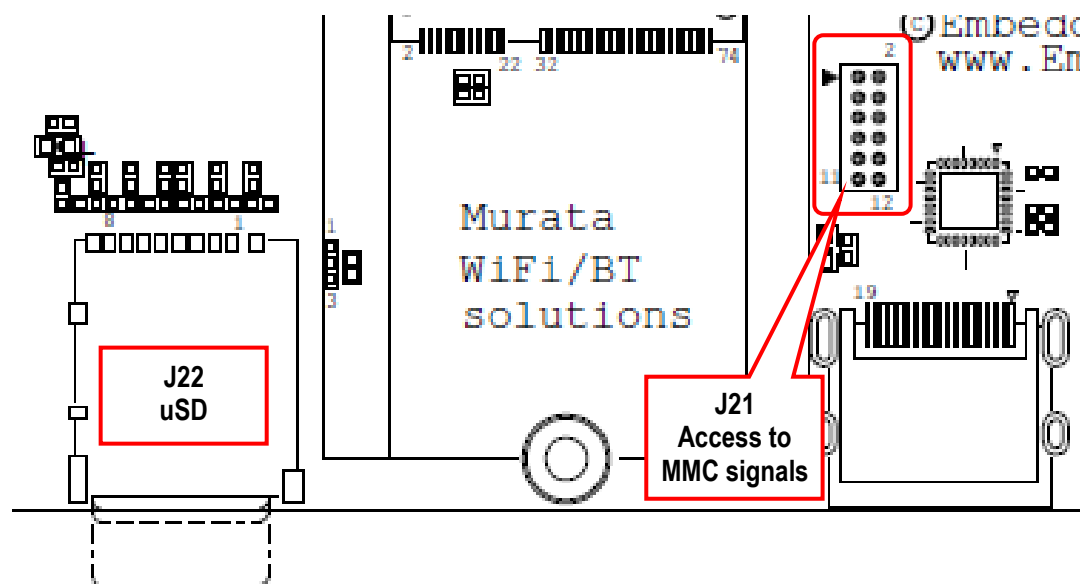 ©Embedd
www.Em
2
2
22
32
74
11
12
8
1
1
3
Murata
WiFi/BT
solutions
19
J22
uSD
J21
Access to
MMC signals